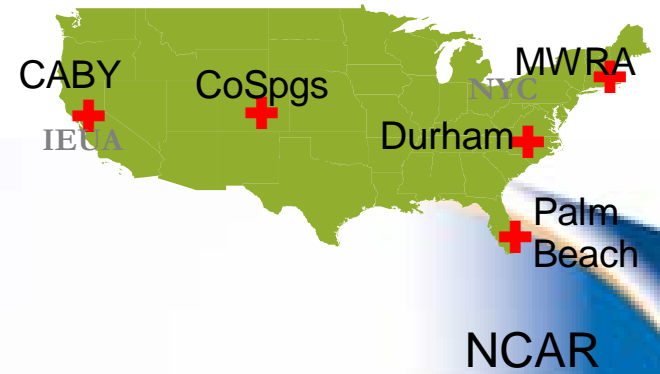 MWRA
CABY
CoSpgs
NYC
IEUA
Durham
Palm
Beach
NCAR